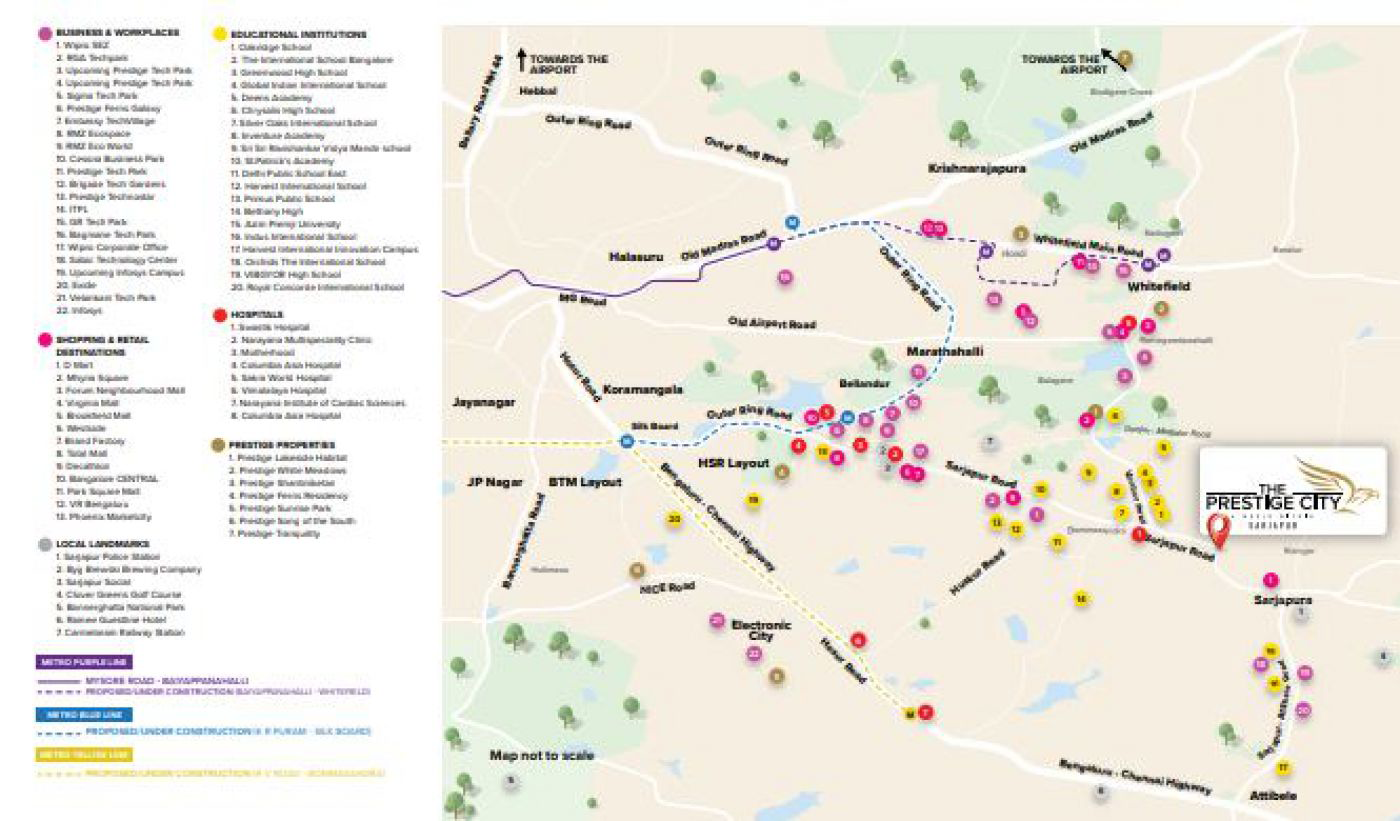 BUSINESS & WORKPLACES
1. Wipro SEZ
2. RGA Techpark
3. Upcoming Prestige Tech Park
4. Upcoming Prestige Tech Park
5. Sigma Tech Park
6. Prestige Ferns Galaxy
7. Embassy TechVillage
8. RMZ Ecospace
9. RMZ Eco World
10. Cessna Business Park
11. Prestige Tech Park
12. Brigade Tech Gardens
13. Prestige Technostar
14. ITPL
15. GR Tech Park
16. Bagmane Tech Park
17. Wipro Corporate Office
18. Satac Technology Center
19. Upcoming Infosys Campus
20. Exide
21. Velankani Tech Park
22. Infosys
SHOPPING & RETAIL
DESTINATIONS
1. D Mart
2. Mhyna Square
3. Forum Neighbourhood Mall
4. Virginia Mall
5. Brookfield Mall
6. Westside
7. Brand Factory
8. Total Mall
9. Decathlon
10. Bangalore CENTRAL
11. Park Square Mall
12. VR Bengaluru
13. Phoenix Marketcity
LOCAL LANDMARKS
1. Sarjapur Police Station
2. Byg Brewski Brewing Company
3. Sarjapur Social
4. Clover Greens Golf Course
5. Bannerghatta National Park
6. Ramee Guestline Hotel
7. Carmelaram Railway Station
EDUCATIONAL INSTITUTIONS
1. Oakridge School
2. The International School Bangalore
3. Greenwood High School
4. Global Indian International School
5. Deens Academy
6. Chrysalis High School
7. Silver Oaks International School
8. Inventure Academy
9. Sri Sri Ravishankar Vidya Mandir school
10. St.Patrick's Academy
11. Delhi Public School East
12. Harvest International School
13. Primus Public School
14. Bethany High
15. Azim Premji University
16. Indus International School
17. Harvest International Innovation Campus
18. Orchids The International School
19. VIBGYOR High School
20. Royal Concorde International School
HOSPITALS
1. Swastik Hospital
2. Narayana Multispeciality Clinic
3. Motherhood
4. Columbia Asia Hospital
5. Sakra World Hospital
6. Vimalalaya Hospital
7. Narayana Institute of Cardiac Sciences
8. Columbia Asia Hospital
PRESTIGE PROPERTIES
1. Prestige Lakeside Habitat
2. Prestige White Meadows
3. Prestige Shantiniketan
4. Prestige Ferns Residency
5. Prestige Sunrise Park
6. Prestige Song of the South
7. Prestige Tranquility
METRO PURPLE LINE
MYSORE ROAD - BAIYAPPANAHALLI
PROPOSED/UNDER CONSTRUCTION (BAIYAPPANAHALLI - WHITEFIELD)
METRO BLUE LINE
PROPOSED/UNDER CONSTRUCTION (K R PURAM - SILK BOARD)
METRO YELLOW LINE
PROPOSED/UNDER CONSTRUCTION (R V ROAD - BOMMASANDRA)
TOWARDS THE
AIRPORT
Hebbal
Bellary Road NH 44
Outer Ring Road
Outer Ring Road
TOWARDS THE
AIRPORT
Budigere Cross
Old Madras Road
Krishnarajapura
Halasuru
Old Madras Road
Hoodi
Whitefield Main Road
Whitefield
MG Road
Outer Ring Road
Old Airport Road
Marathahalli
Hosur Road
Koramangala
Bellandur
Jayanagar
Outer Ring Road
Silk Board
HSR Layout
JP Nagar
BTM Layout
Sarjapur Road
Bannerghatta Road
Bengaluru - Chennai Highway
Sarjapur Road
THE
PRESTIGE CITY
SARJAPUR
NICE Road
Electronic
City
Hosur Road
Sarjapura
Map not to scale
Bengaluru - Chennai Highway
Attibele